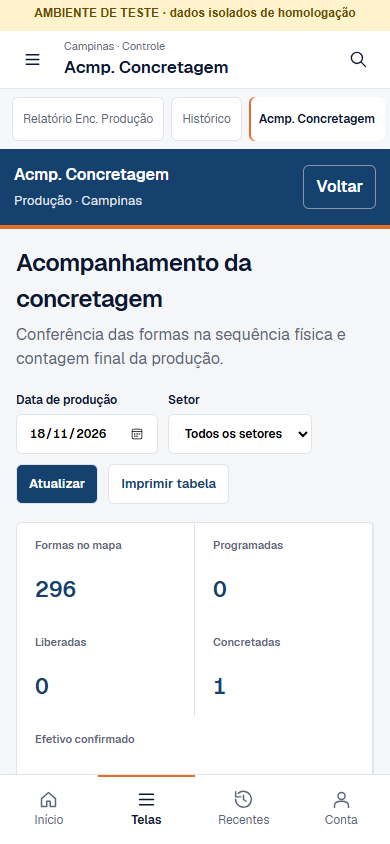 AMBIENTE DE TESTE · dados isolados de homologação
Campinas · Controle
Acmp. Concretagem
Relatório Enc. Produção
Histórico
Acmp. Concretagem
Acmp. Concretagem
Produção · Campinas
Voltar
Acompanhamento da
concretagem
Conferência das formas na sequência física e
contagem final da produção.
Data de produção
Setor
18/11/2026
Todos os setores
Atualizar
Imprimir tabela
Formas no mapa
Programadas
296
0
Liberadas
Concretadas
0
1
Efetivo confirmado
Início
Telas
Recentes
Conta